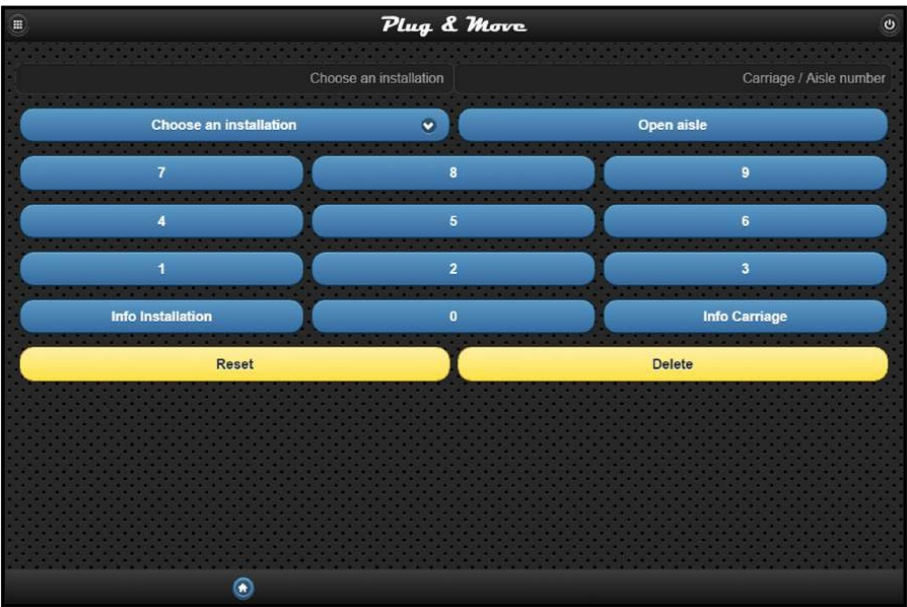 Plug & Move
Choose an installation Carriage / Aisle number
Choose an installation Open aisle
7 8 9
4 5 6
1 2 3
Info Installation 0 Info Carriage
Reset Delete